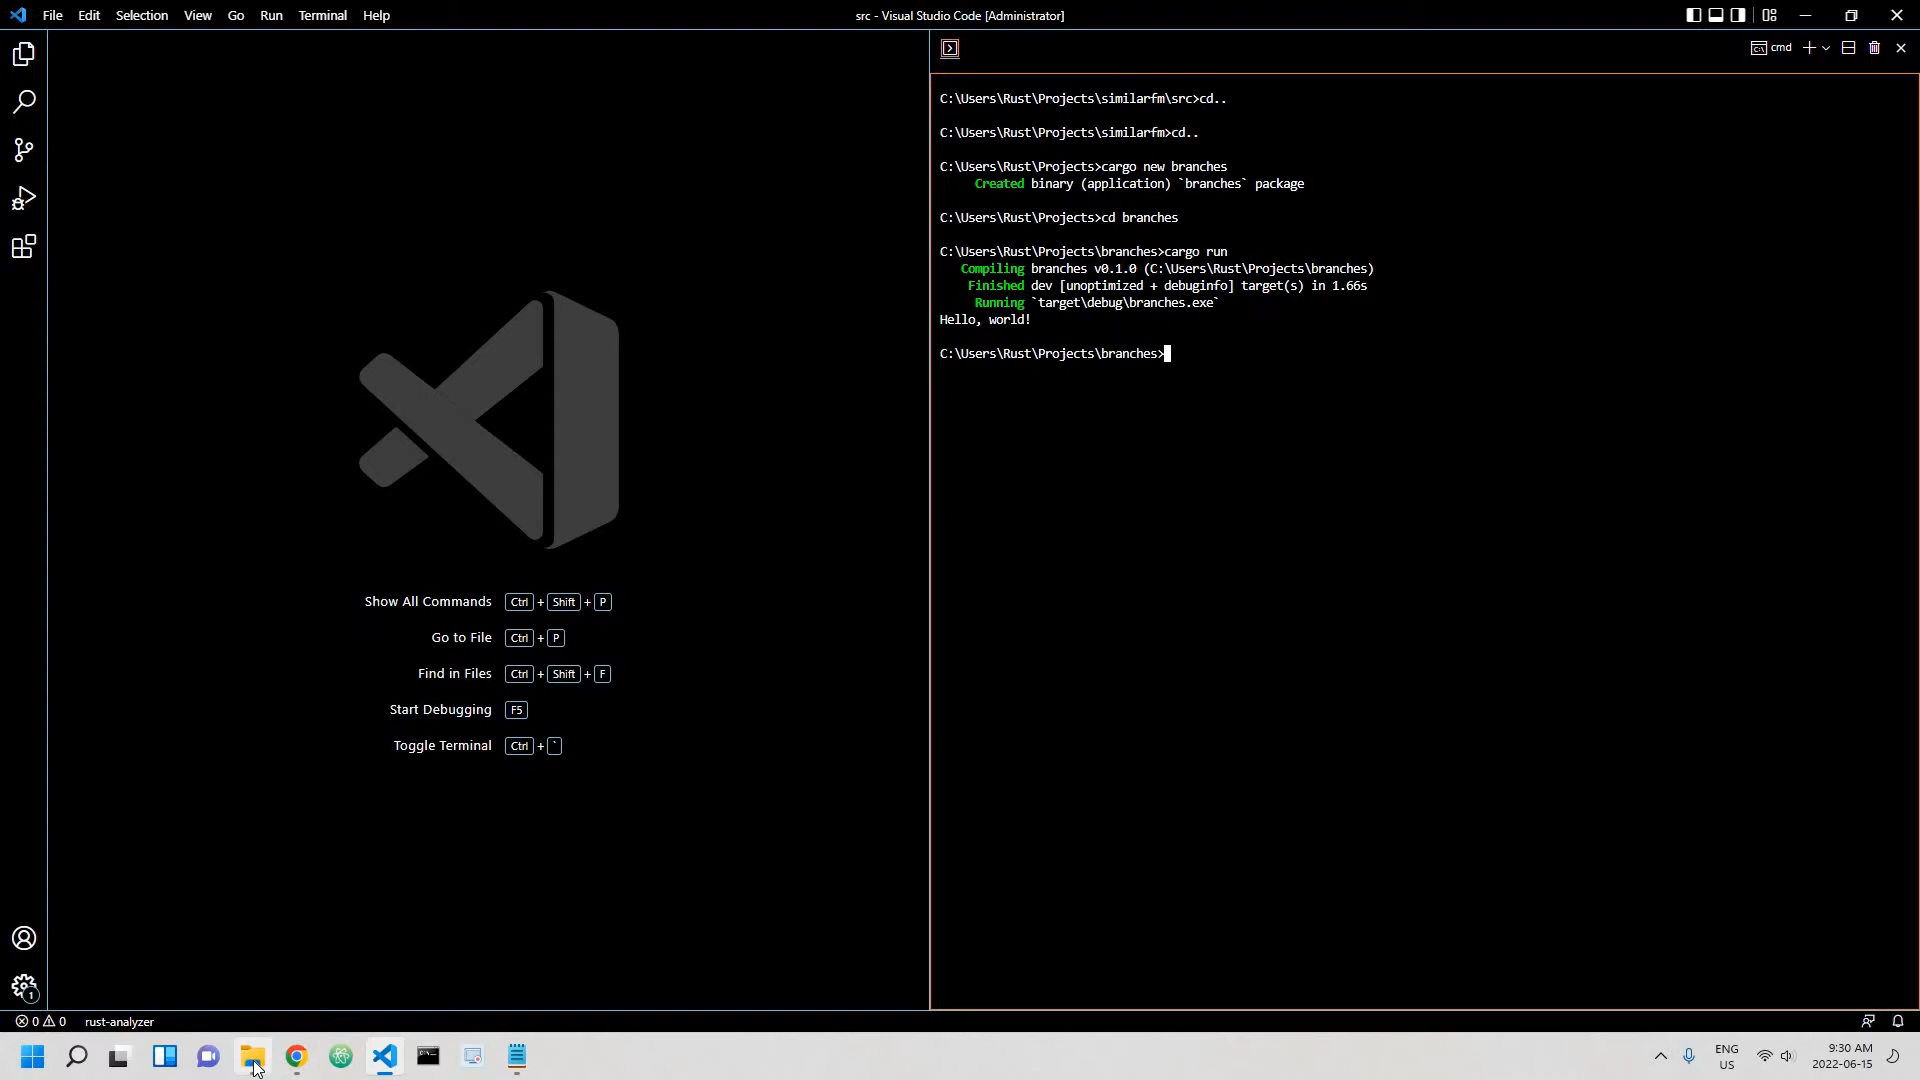 File Edit Selection View Go Run Terminal Help
src - Visual Studio Code [Administrator]
cmd
C:\Users\Rust\Projects\similarfm\src>cd..
C:\Users\Rust\Projects\similarfm>cd..
C:\Users\Rust\Projects>cargo new branches
Created binary (application) `branches` package
C:\Users\Rust\Projects>cd branches
C:\Users\Rust\Projects\branches>cargo run
Compiling branches v0.1.0 (C:\Users\Rust\Projects\branches)
Finished dev [unoptimized + debuginfo] target(s) in 1.66s
Running `target\debug\branches.exe`
Hello, world!
C:\Users\Rust\Projects\branches>
Show All Commands Ctrl + Shift + P
Go to File Ctrl + P
Find in Files Ctrl + Shift + F
Start Debugging F5
Toggle Terminal Ctrl + `
1
0 0 rust-analyzer
ENG
US
9:30 AM
2022-06-15